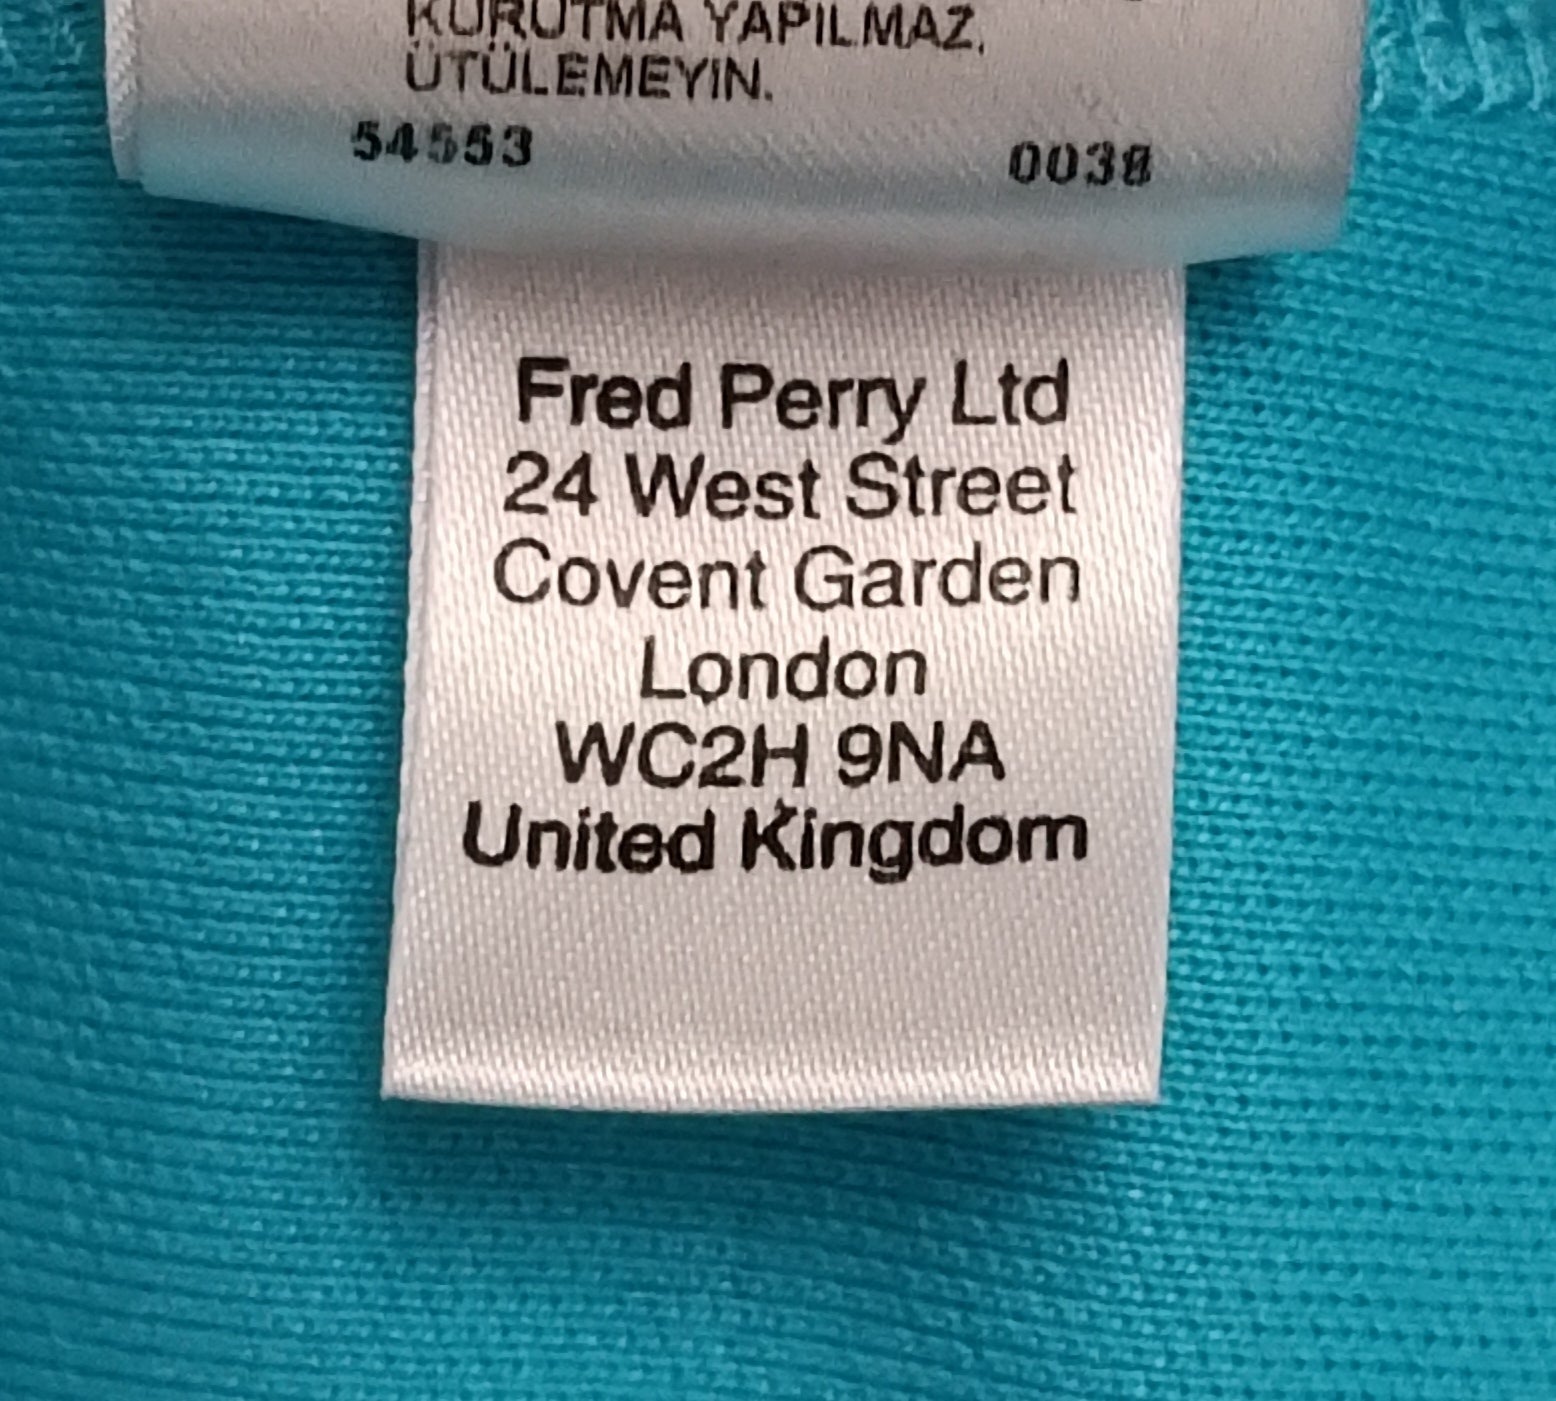 KURUTMA YAPILMAZ,
ÜTÜLEMEYIN.
54553 0038
Fred Perry Ltd
24 West Street
Covent Garden
London
WC2H 9NA
United Kingdom